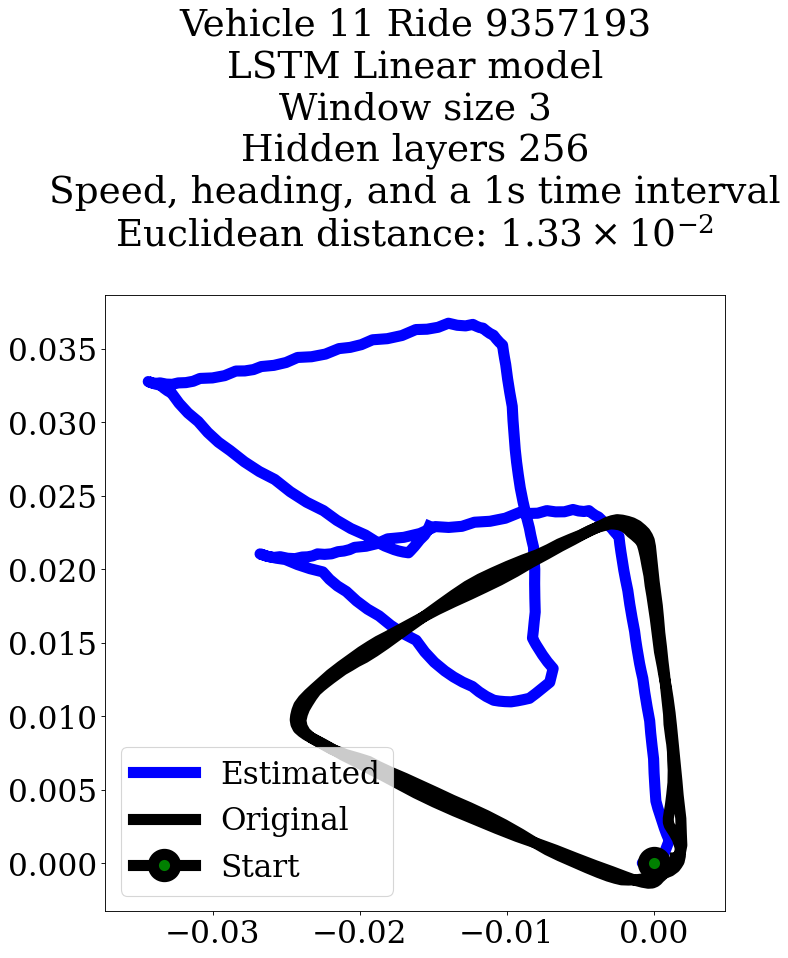 Vehicle 11 Ride 9357193
LSTM Linear model
Window size 3
Hidden layers 256
Speed, heading, and a 1s time interval
Euclidean distance: 1.33 × 10⁻²
0.035
0.030
0.025
0.020
0.015
0.010
0.005
0.000
Estimated
Original
Start
−0.03 −0.02 −0.01 0.00